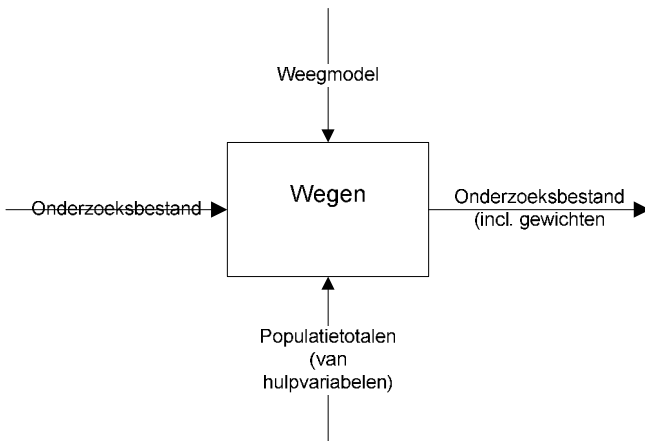 Weegmodel
Wegen
Onderzoeksbestand
Onderzoeksbestand
(incl. gewichten
Populatietotalen
(van
hulpvariabelen)